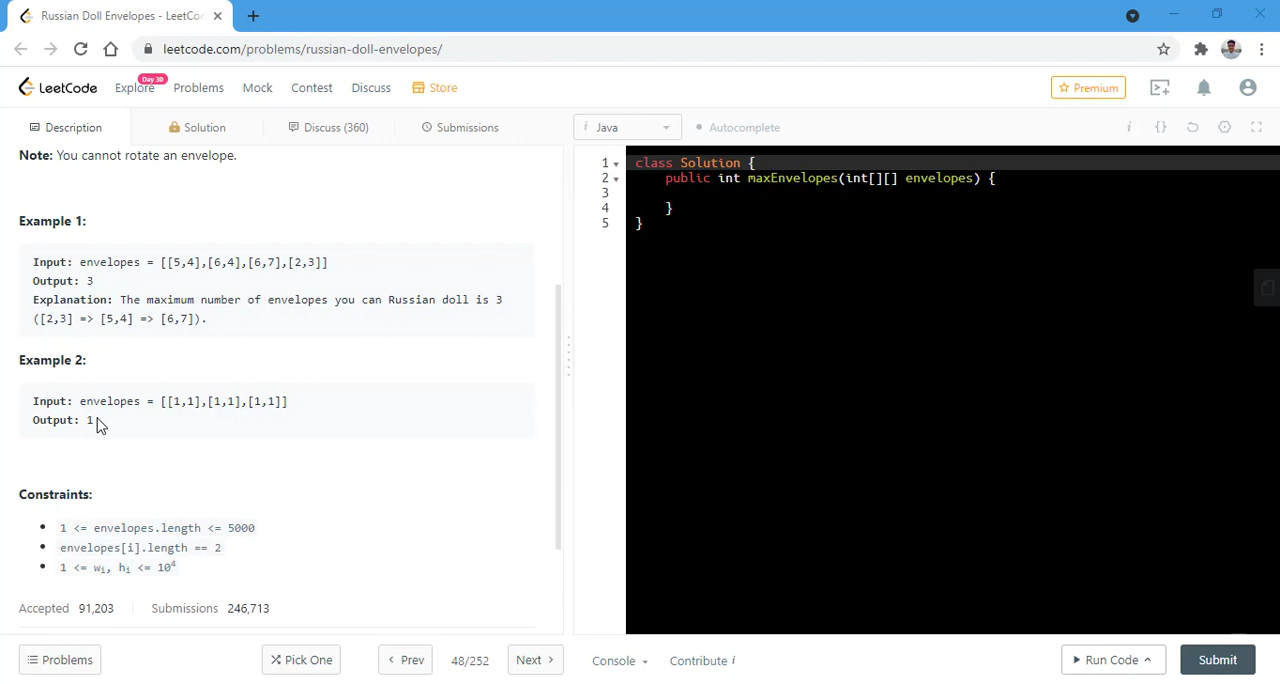 Russian Doll Envelopes - LeetCo
leetcode.com/problems/russian-doll-envelopes/
LeetCode Explore Day 30 Problems Mock Contest Discuss Store Premium
Description Solution Discuss (360) Submissions i Java Autocomplete i {}
Note: You cannot rotate an envelope.
Example 1:
Input: envelopes = [[5,4],[6,4],[6,7],[2,3]]
Output: 3
Explanation: The maximum number of envelopes you can Russian doll is 3
([2,3] => [5,4] => [6,7]).
Example 2:
Input: envelopes = [[1,1],[1,1],[1,1]]
Output: 1
Constraints:
1 <= envelopes.length <= 5000
envelopes[i].length == 2
1 <= wi, hi <= 10⁴
Accepted 91,203 Submissions 246,713
1 class Solution {
2 public int maxEnvelopes(int[][] envelopes) {
3
4 }
5 }
Problems Pick One Prev 48/252 Next Console Contribute i Run Code Submit